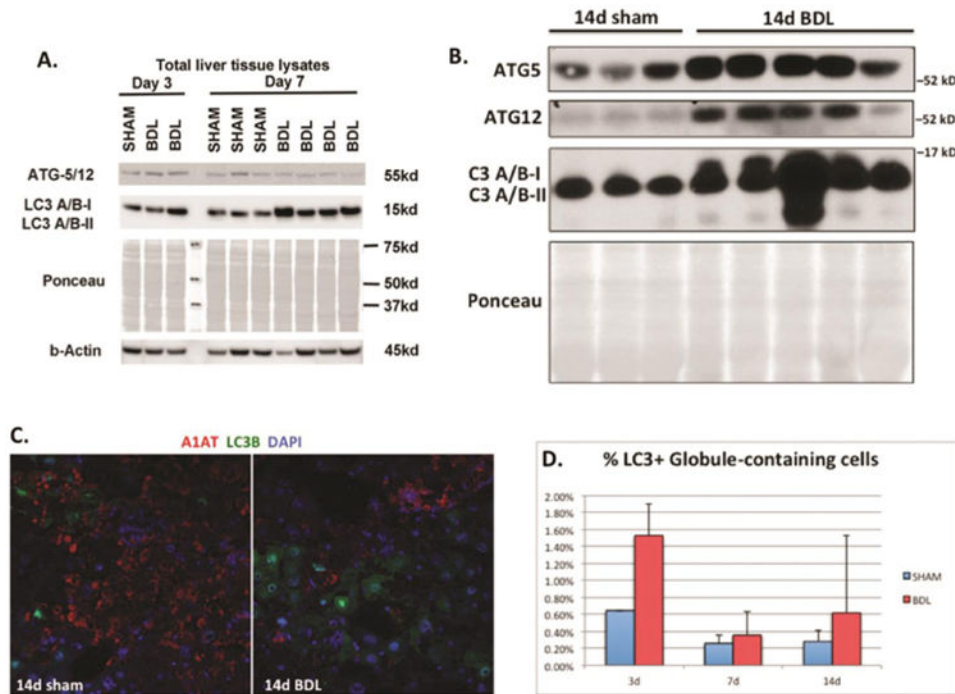 A.
Total liver tissue lysates
Day 3 Day 7
SHAM BDL BDL SHAM SHAM SHAM BDL BDL BDL BDL
ATG-5/12 55kd
LC3 A/B-I
LC3 A/B-II 15kd
Ponceau
75kd
50kd
37kd
b-Actin 45kd
B.
14d sham 14d BDL
ATG5 –52 kD
ATG12 –52 kD
–17 kD
C3 A/B-I
C3 A/B-II
Ponceau
C.
A1AT LC3B DAPI
14d sham 14d BDL
D. % LC3+ Globule-containing cells
2.00%
1.80%
1.60%
1.40%
1.20%
1.00%
0.80%
0.60%
0.40%
0.20%
0.00%
3d 7d 14d
SHAM
BDL